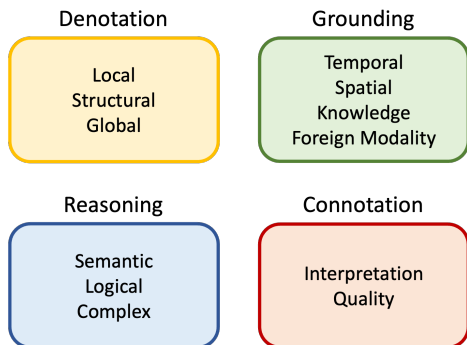 Denotation
Local
Structural
Global
Grounding
Temporal
Spatial
Knowledge
Foreign Modality
Reasoning
Semantic
Logical
Complex
Connotation
Interpretation
Quality